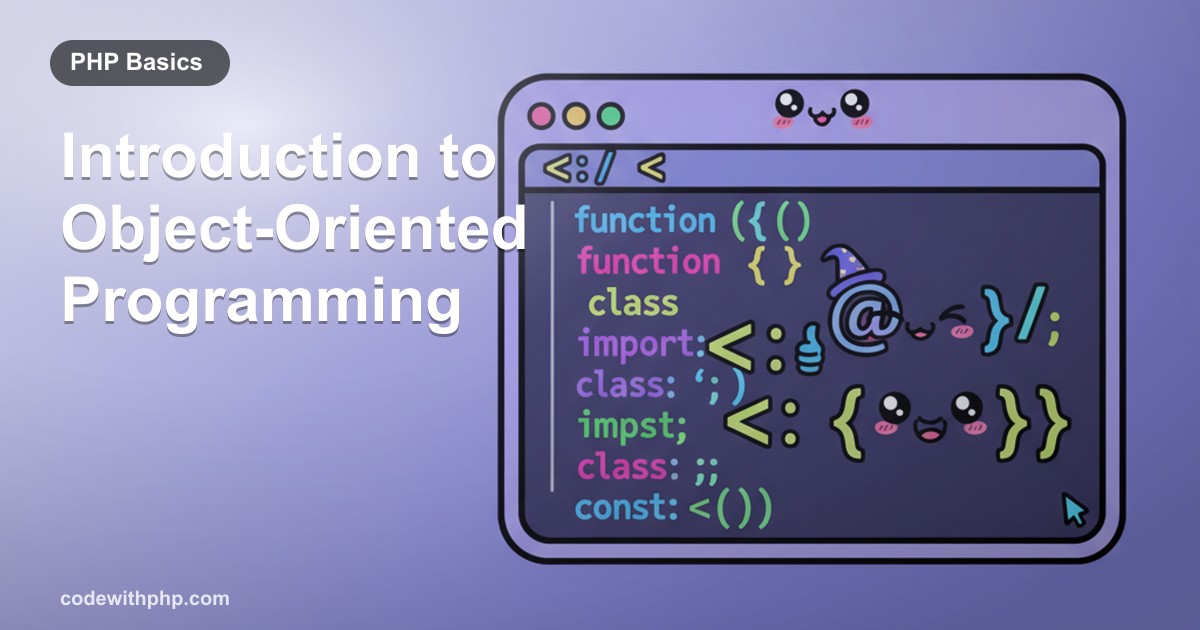 PHP Basics
Introduction to
Object-Oriented
Programming
<:/ <
function ({()
function { }
class
import:<:
class: ‘;)
impst; <: { }}
class: ;;
const: <())
@ }/;
codewithphp.com